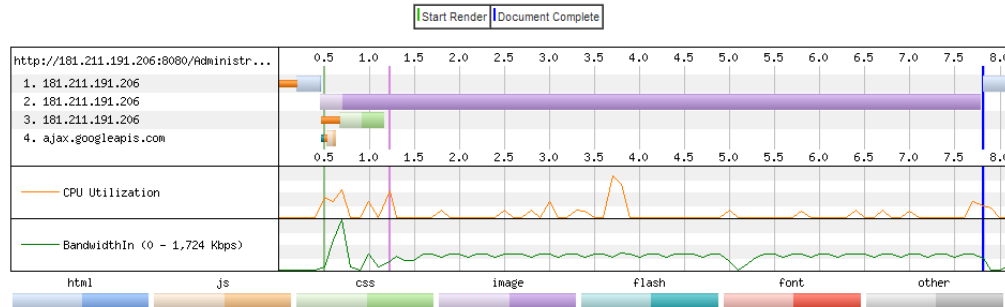 Start Render Document Complete
http://181.211.191.206:8080/Administr... 0.5 1.0 1.5 2.0 2.5 3.0 3.5 4.0 4.5 5.0 5.5 6.0 6.5 7.0 7.5 8.0
1. 181.211.191.206
2. 181.211.191.206
3. 181.211.191.206
4. ajax.googleapis.com
0.5 1.0 1.5 2.0 2.5 3.0 3.5 4.0 4.5 5.0 5.5 6.0 6.5 7.0 7.5 8.0
CPU Utilization
BandwidthIn (0 - 1,724 Kbps)
html js css image flash font other